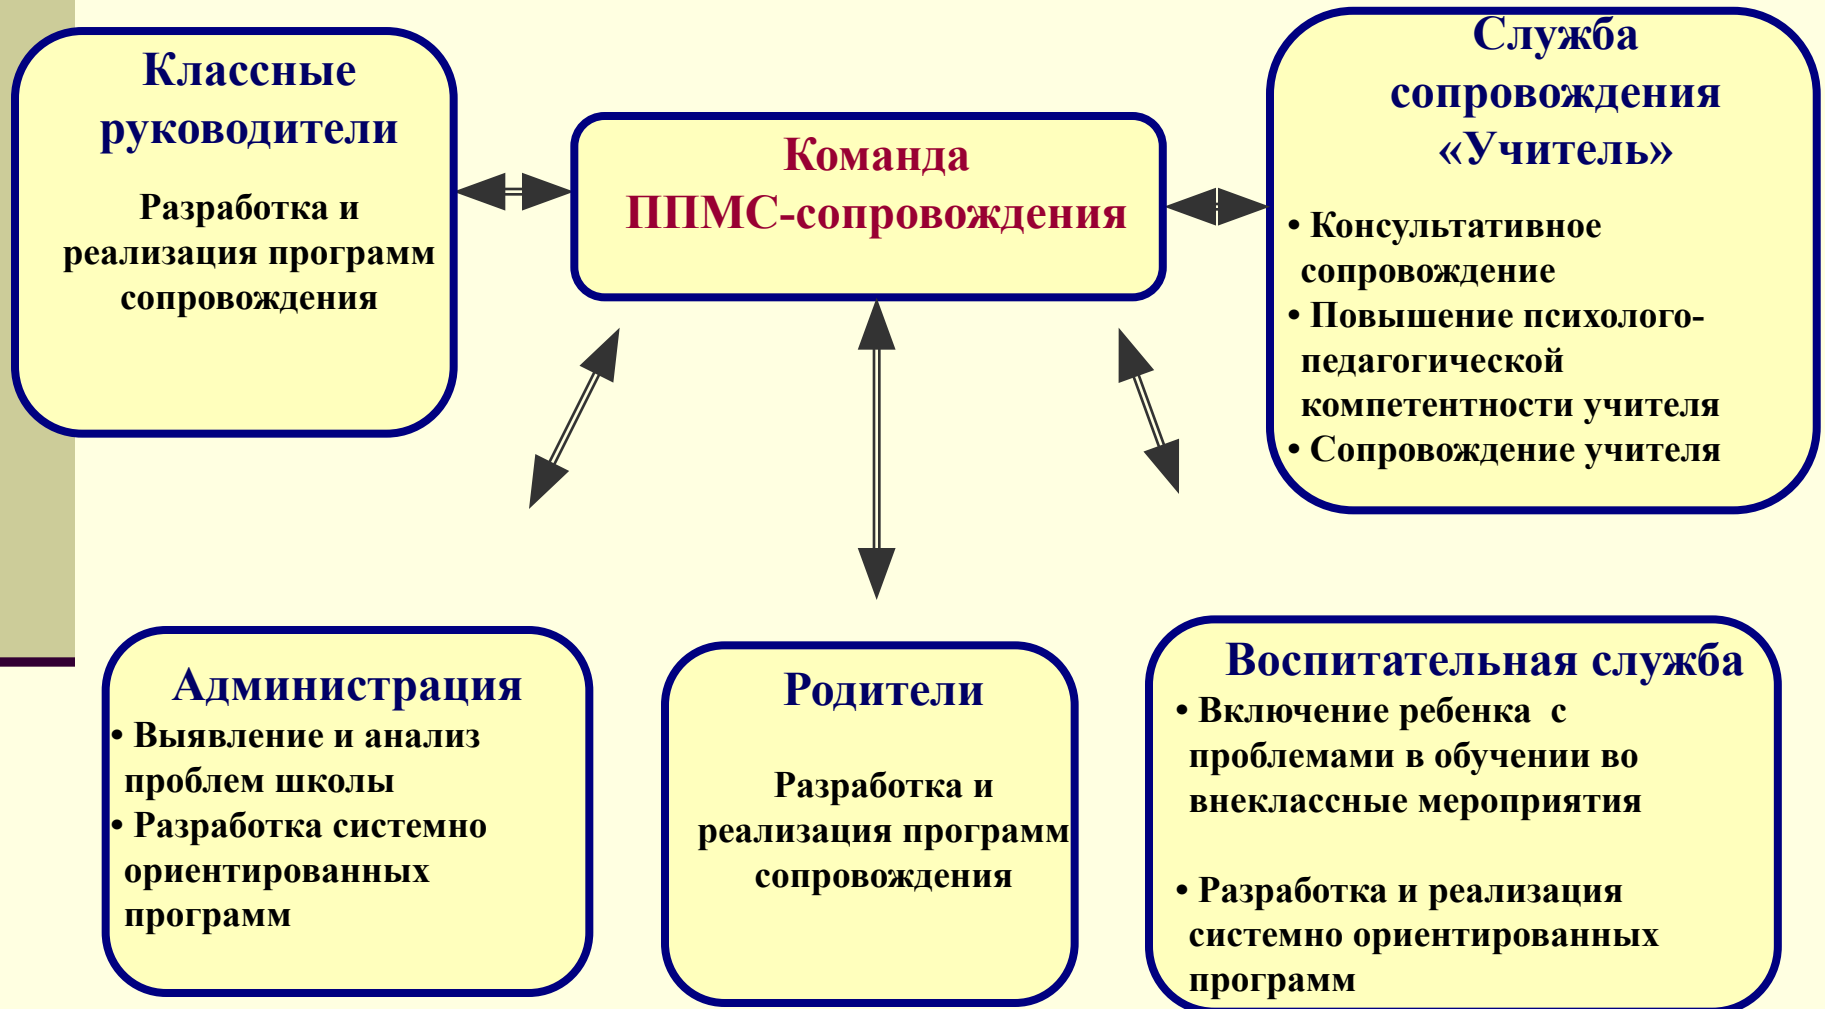 Классные
руководители
Разработка и
реализация программ
сопровождения
Команда
ППМС-сопровождения
Служба
сопровождения
«Учитель»
• Консультативное
сопровождение
• Повышение психолого-
педагогической
компетентности учителя
• Сопровождение учителя
Администрация
• Выявление и анализ
проблем школы
• Разработка системно
ориентированных
программ
Родители
Разработка и
реализация программ
сопровождения
Воспитательная служба
• Включение ребенка с
проблемами в обучении во
внеклассные мероприятия
• Разработка и реализация
системно ориентированных
программ